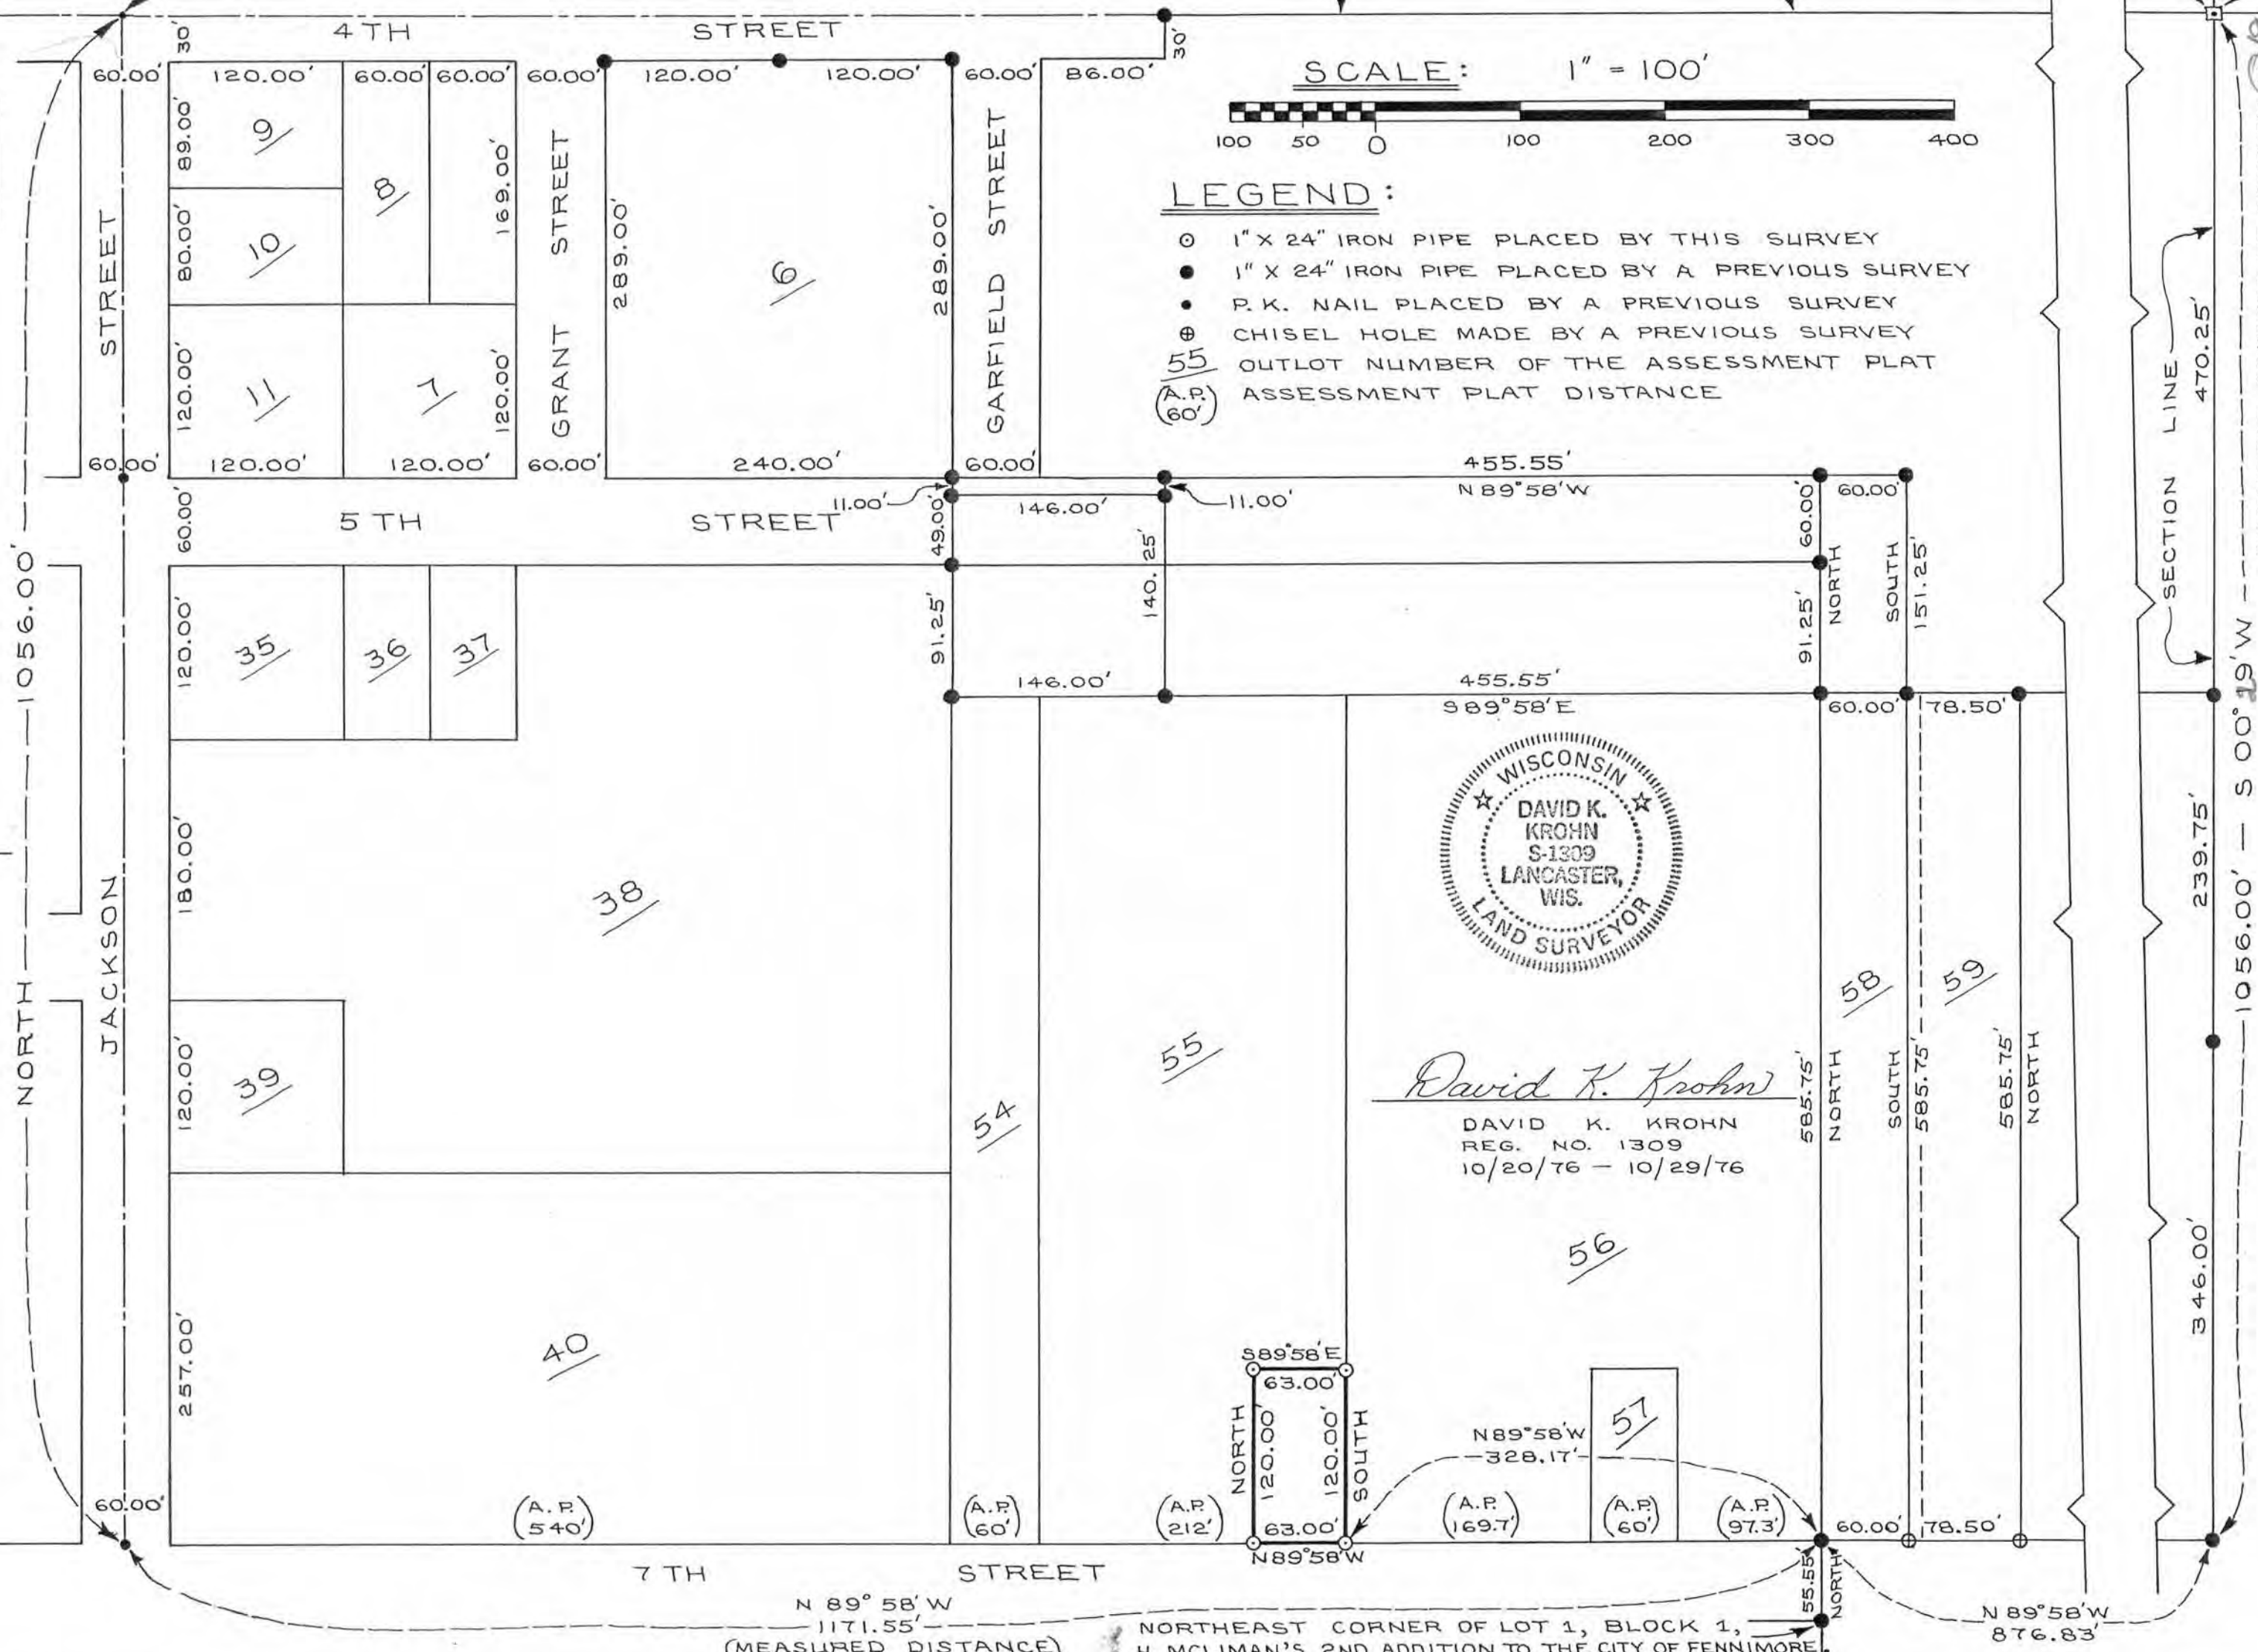 4TH STREET
30'
30'
60.00' 120.00' 60.00' 60.00' 60.00' 120.00' 120.00' 60.00' 86.00'
SCALE: 1" = 100'
100 50 0 100 200 300 400
LEGEND:
1" X 24" IRON PIPE PLACED BY THIS SURVEY
1" X 24" IRON PIPE PLACED BY A PREVIOUS SURVEY
P.K. NAIL PLACED BY A PREVIOUS SURVEY
CHISEL HOLE MADE BY A PREVIOUS SURVEY
55 OUTLOT NUMBER OF THE ASSESSMENT PLAT
(A.P. 60') ASSESSMENT PLAT DISTANCE
89.00'
9
80.00'
10
8
169.00'
120.00'
11
7
120.00'
GRANT STREET
289.00'
6
289.00'
GARFIELD STREET
60.00' 120.00' 120.00' 60.00' 240.00' 60.00'
455.55'
N89°58'W
60.00'
5TH STREET
60.00'
11.00'
49.00'
146.00'
11.00'
140.25'
60.00'
NORTH
SOUTH
151.25'
91.25'
91.25'
120.00'
35
36
37
146.00'
455.55'
S89°58'E
60.00' 78.50'
JACKSON STREET
NORTH 1056.00'
SECTION LINE
470.25'
239.75'
346.00'
1056.00' — S 00° 29' W
180.00'
38
WISCONSIN
DAVID K.
KROHN
S-1309
LANCASTER,
WIS.
LAND SURVEYOR
120.00'
39
54
55
David K. Krohn
DAVID K. KROHN
REG. NO. 1309
10/20/76 — 10/29/76
56
58
59
585.75'
NORTH
SOUTH
585.75'
585.75'
NORTH
257.00'
40
S89°58'E
63.00'
NORTH
120.00'
120.00'
SOUTH
63.00'
N89°58'W
N89°58'W
328.17'
57
60.00'
(A.P. 540')
(A.P. 60')
(A.P. 212')
(A.P. 169.7')
(A.P. 60')
(A.P. 97.3')
60.00' 78.50'
7TH STREET
55.55'
NORTH
N 89° 58' W
1171.55'
(MEASURED DISTANCE)
NORTHEAST CORNER OF LOT 1, BLOCK 1,
H. MCLIMAN'S 2ND ADDITION TO THE CITY OF FENNIMORE.
N 89°58'W
876.83'